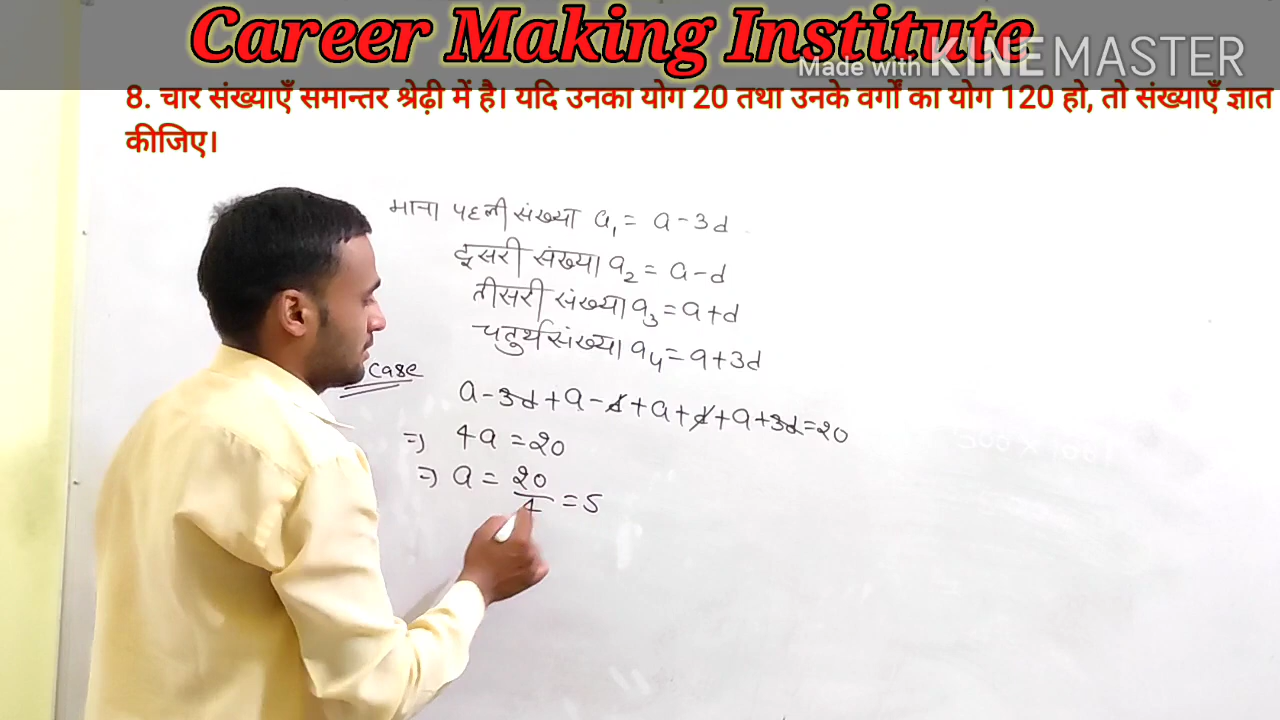 Career Making Institute
Made with KINEMASTER
8. चार संख्याएँ समान्तर श्रेढ़ी में है। यदि उनका योग 20 तथा उनके वर्गों का योग 120 हो, तो संख्याएँ ज्ञात
कीजिए।
माना पहली संख्या a₁ = a-3d
दूसरी संख्या a₂ = a-d
तीसरी संख्या a₃ = a+d
चतुर्थ संख्या a₄ = a+3d
case
a-3d+a-d+a+d+a+3d=20
⇒ 4a = 20
⇒ a = 20/4 = 5